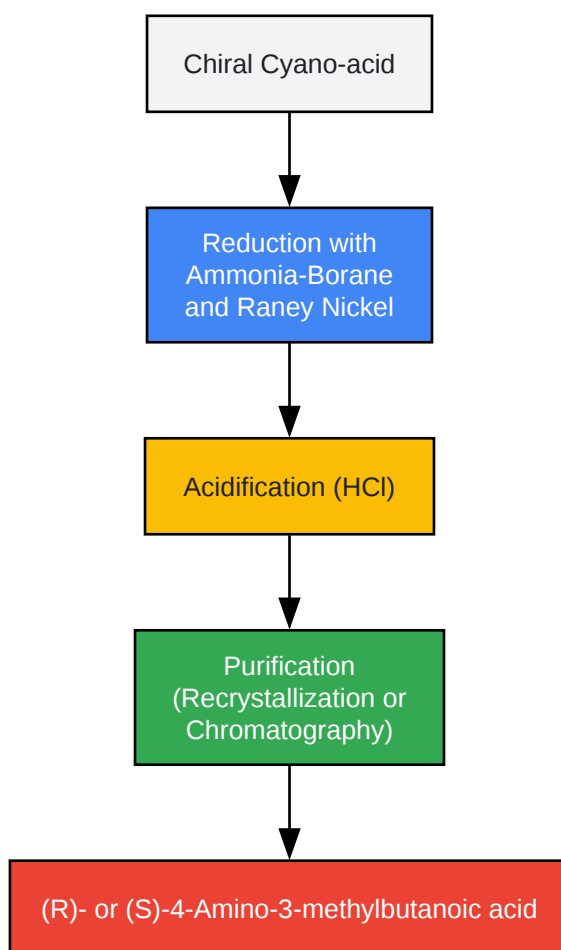 Chiral Cyano-acid
Reduction with
Ammonia-Borane
and Raney Nickel
Acidification (HCl)
Purification
(Recrystallization or
Chromatography)
(R)- or (S)-4-Amino-3-methylbutanoic acid